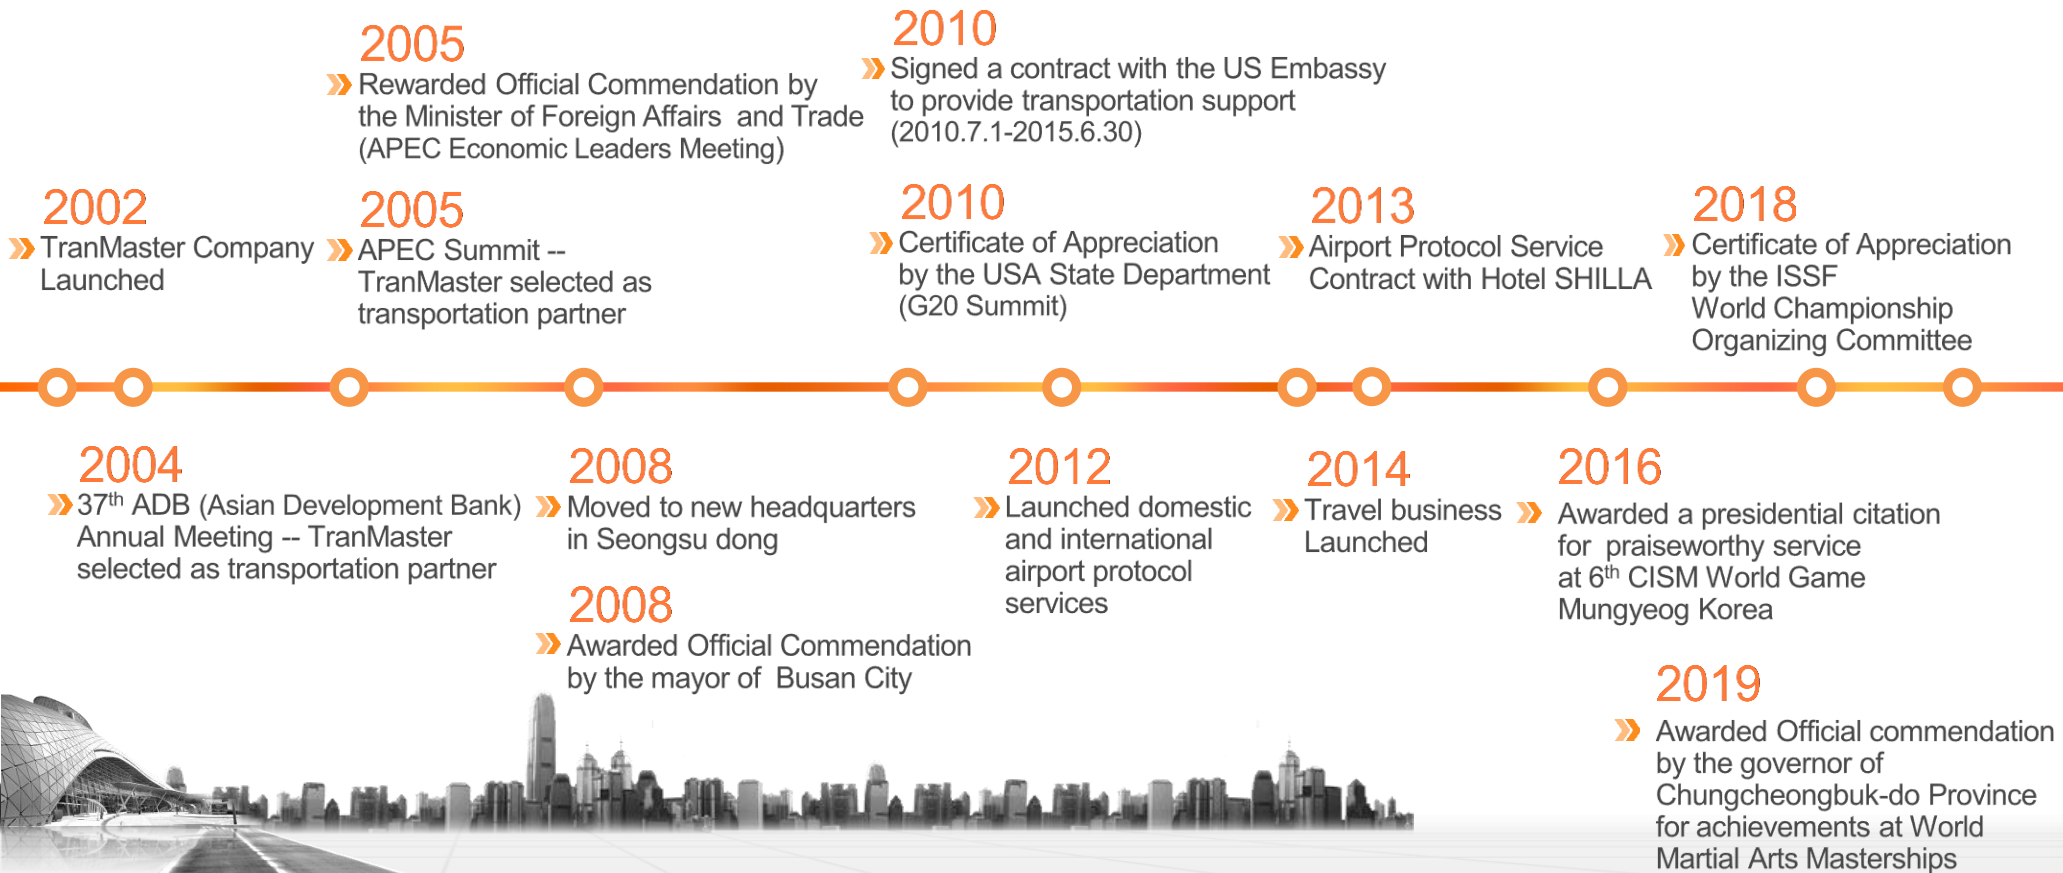 2005
Rewarded Official Commendation by
the Minister of Foreign Affairs and Trade
(APEC Economic Leaders Meeting)
2010
Signed a contract with the US Embassy
to provide transportation support
(2010.7.1-2015.6.30)
2002
TranMaster Company
Launched
2005
APEC Summit --
TranMaster selected as
transportation partner
2010
Certificate of Appreciation
by the USA State Department
(G20 Summit)
2013
Airport Protocol Service
Contract with Hotel SHILLA
2018
Certificate of Appreciation
by the ISSF
World Championship
Organizing Committee
2004
37th ADB (Asian Development Bank)
Annual Meeting -- TranMaster
selected as transportation partner
2008
Moved to new headquarters
in Seongsu dong
2008
Awarded Official Commendation
by the mayor of Busan City
2012
Launched domestic
and international
airport protocol
services
2014
Travel business
Launched
2016
Awarded a presidential citation
for praiseworthy service
at 6th CISM World Game
Mungyeog Korea
2019
Awarded Official commendation
by the governor of
Chungcheongbuk-do Province
for achievements at World
Martial Arts Masterships